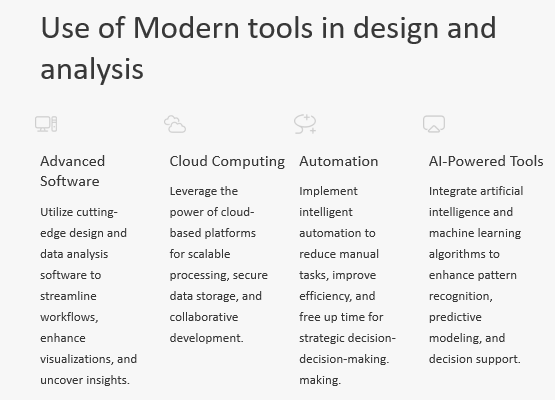 Use of Modern tools in design and
analysis
Advanced
Software
Utilize cutting-
edge design and
data analysis
software to
streamline
workflows,
enhance
visualizations, and
uncover insights.
Cloud Computing
Leverage the
power of cloud-
based platforms
for scalable
processing, secure
data storage, and
collaborative
development.
Automation
Implement
intelligent
automation to
reduce manual
tasks, improve
efficiency, and
free up time for
strategic decision-
decision-making.
making.
AI-Powered Tools
Integrate artificial
intelligence and
machine learning
algorithms to
enhance pattern
recognition,
predictive
modeling, and
decision support.